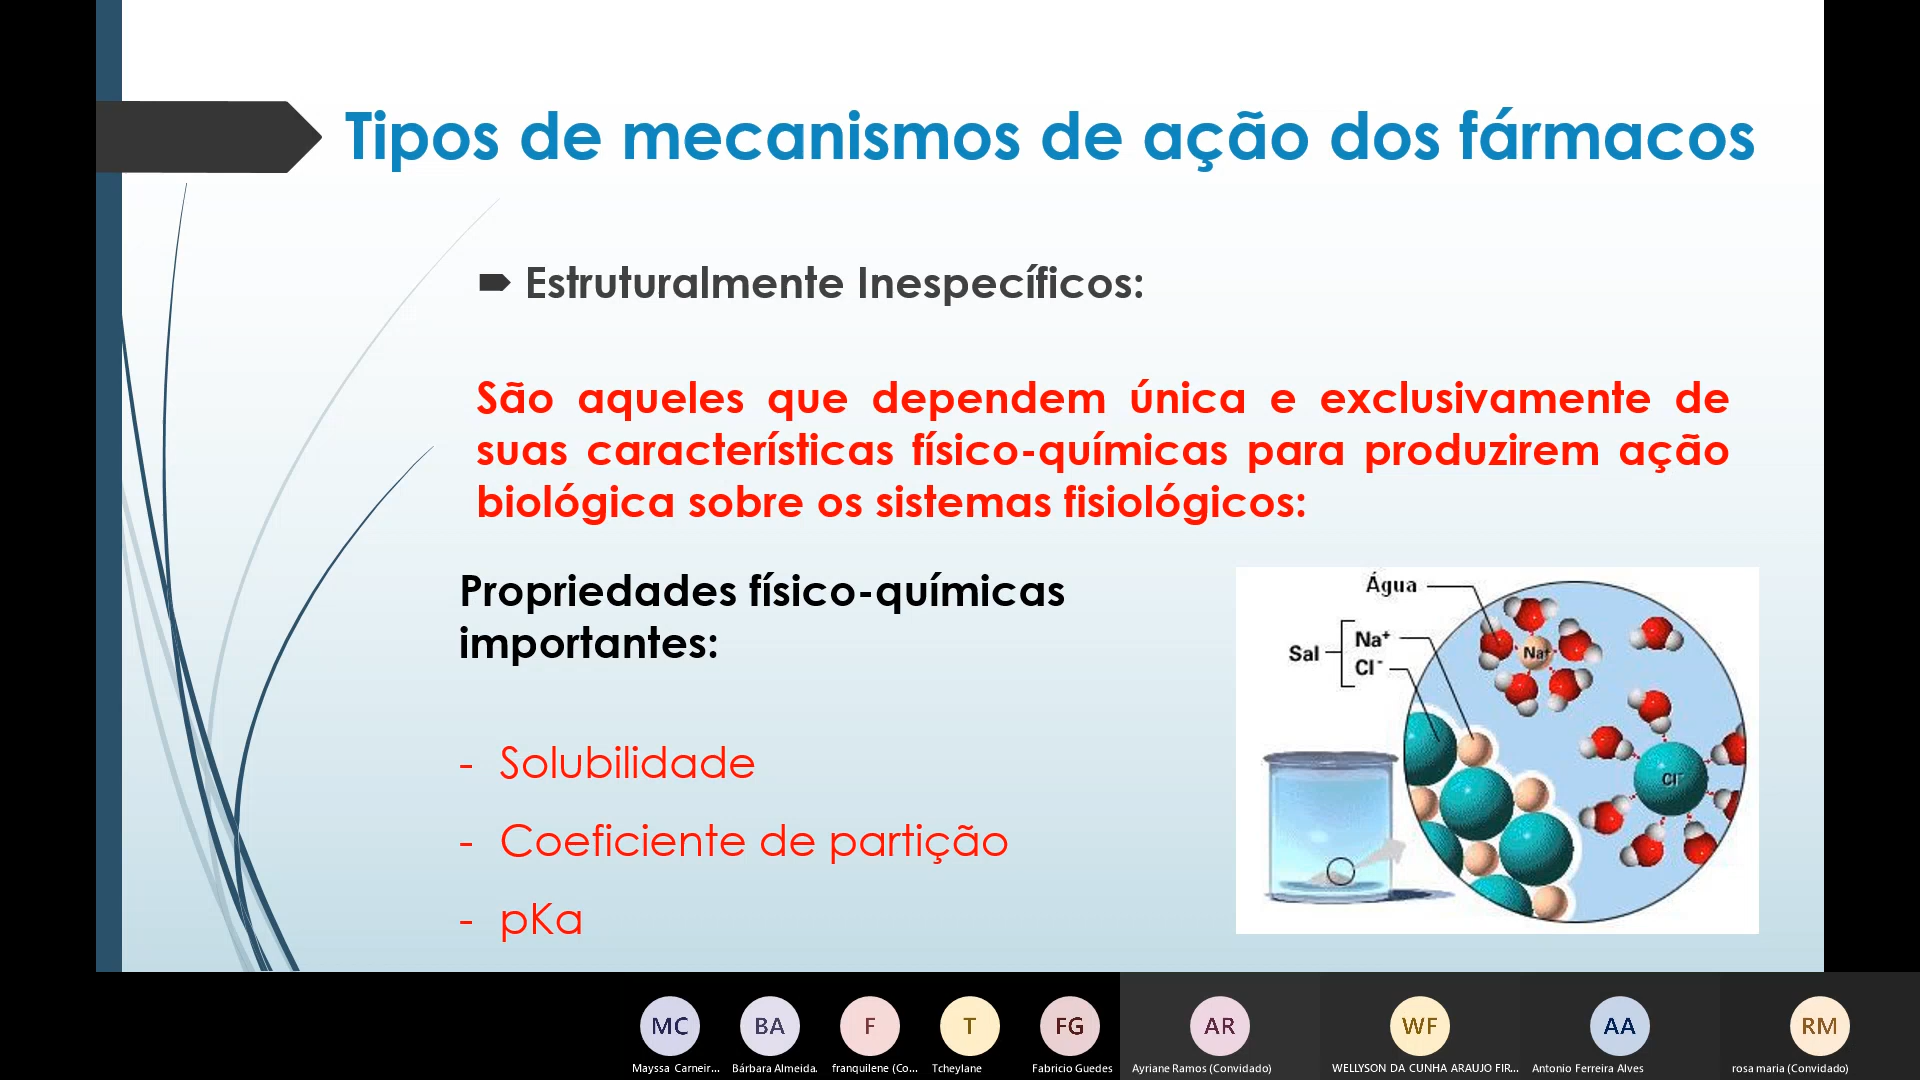 Tipos de mecanismos de ação dos fármacos
Estruturalmente Inespecíficos:
São aqueles que dependem única e exclusivamente de
suas características físico-químicas para produzirem ação
biológica sobre os sistemas fisiológicos:
Propriedades físico-químicas
importantes:
- Solubilidade
- Coeficiente de partição
- pKa
Água
Sal
Na⁺
Cl⁻
Na⁺
Cl⁻
MC
BA
F
T
FG
AR
WF
AA
RM
Mayssa Carneir...
Bárbara Almeida.
franquilene (Co...
Tcheylane
Fabricio Guedes
Ayriane Ramos (Convidado)
WELLYSON DA CUNHA ARAUJO FIR...
Antonio Ferreira Alves
rosa maria (Convidado)